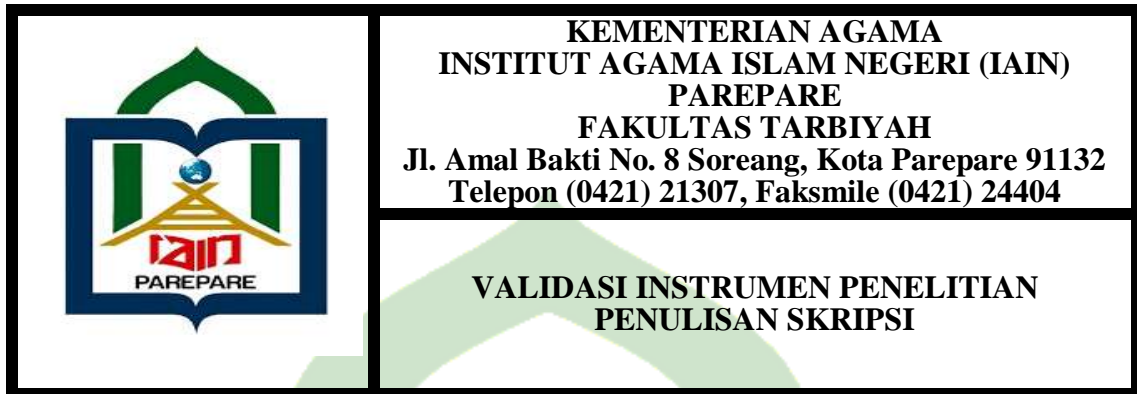 iain
PAREPARE
KEMENTERIAN AGAMA
INSTITUT AGAMA ISLAM NEGERI (IAIN)
PAREPARE
FAKULTAS TARBIYAH
Jl. Amal Bakti No. 8 Soreang, Kota Parepare 91132
Telepon (0421) 21307, Faksmile (0421) 24404
VALIDASI INSTRUMEN PENELITIAN
PENULISAN SKRIPSI